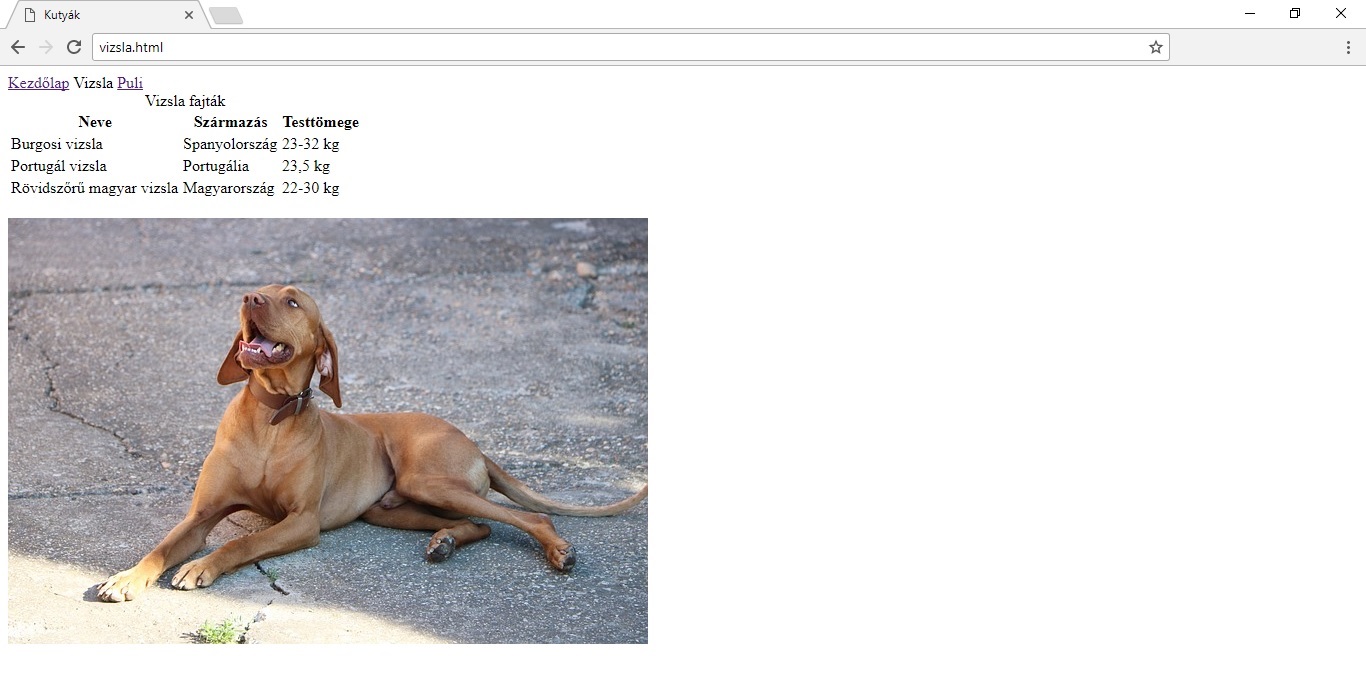 Kutyák
vizsla.html
Kezdőlap Vizsla Puli
Vizsla fajták
Neve Származás Testtömege
Burgosi vizsla Spanyolország 23-32 kg
Portugál vizsla Portugália 23,5 kg
Rövidszőrű magyar vizsla Magyarország 22-30 kg